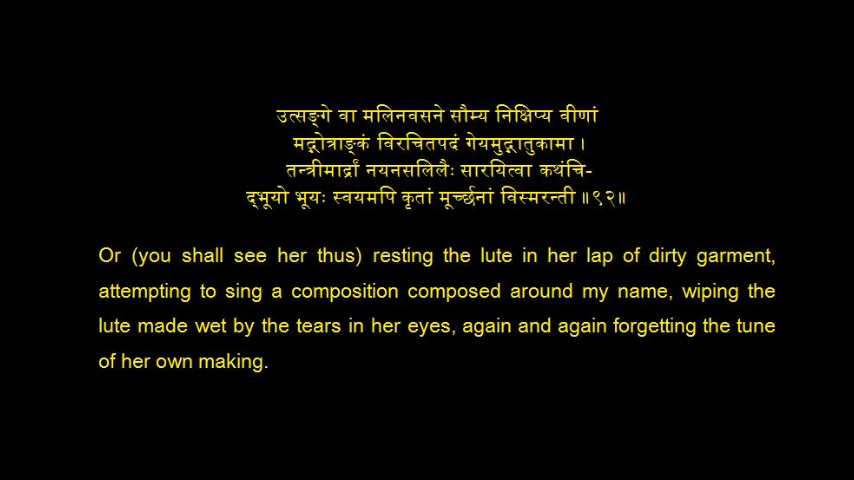 उत्सङ्गे वा मलिनवसने सौम्य निक्षिप्य वीणां
मद्गोत्राङ्कं विरचितपदं गेयमुद्गातुकामा ।
तन्त्रीमार्द्रां नयनसलिलैः सारयित्वा कथंचि-
द्भूयो भूयः स्वयमपि कृतां मूर्च्छनां विस्मरन्ती ॥९२॥
Or (you shall see her thus) resting the lute in her lap of dirty garment,
attempting to sing a composition composed around my name, wiping the
lute made wet by the tears in her eyes, again and again forgetting the tune
of her own making.